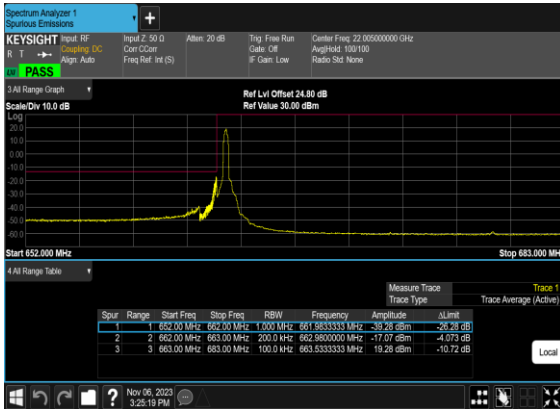 Spectrum Analyzer 1
Spurious Emissions
KEYSIGHT Input: RF Input Z: 50 Ω Atten: 20 dB Trig: Free Run Center Freq: 22.005000000 GHz
R T Coupling: DC Corr CCorr Gate: Off Avg|Hold: 100/100
Align: Auto Freq Ref: Int (S) IF Gain: Low Radio Std: None
PASS
3 All Range Graph
Ref Lvl Offset 24.80 dB
Scale/Div 10.0 dB Ref Value 30.00 dBm
Log
20.0
10.0
0.00
-10.0
-20.0
-30.0
-40.0
-50.0
-60.0
Start 652.000 MHz Stop 683.000 MH
4 All Range Table
Measure Trace Trace 1
Trace Type Trace Average (Active)
Spur Range Start Freq Stop Freq RBW Frequency Amplitude ΔLimit
1 1 652.00 MHz 662.00 MHz 1.000 MHz 661.9833333 MHz -39.28 dBm -26.28 dB
2 2 662.00 MHz 663.00 MHz 200.0 kHz 662.9800000 MHz -17.07 dBm -4.073 dB
3 3 663.00 MHz 683.00 MHz 100.0 kHz 663.5333333 MHz 19.28 dBm -10.72 dB
Local
Nov 06, 2023
3:25:19 PM